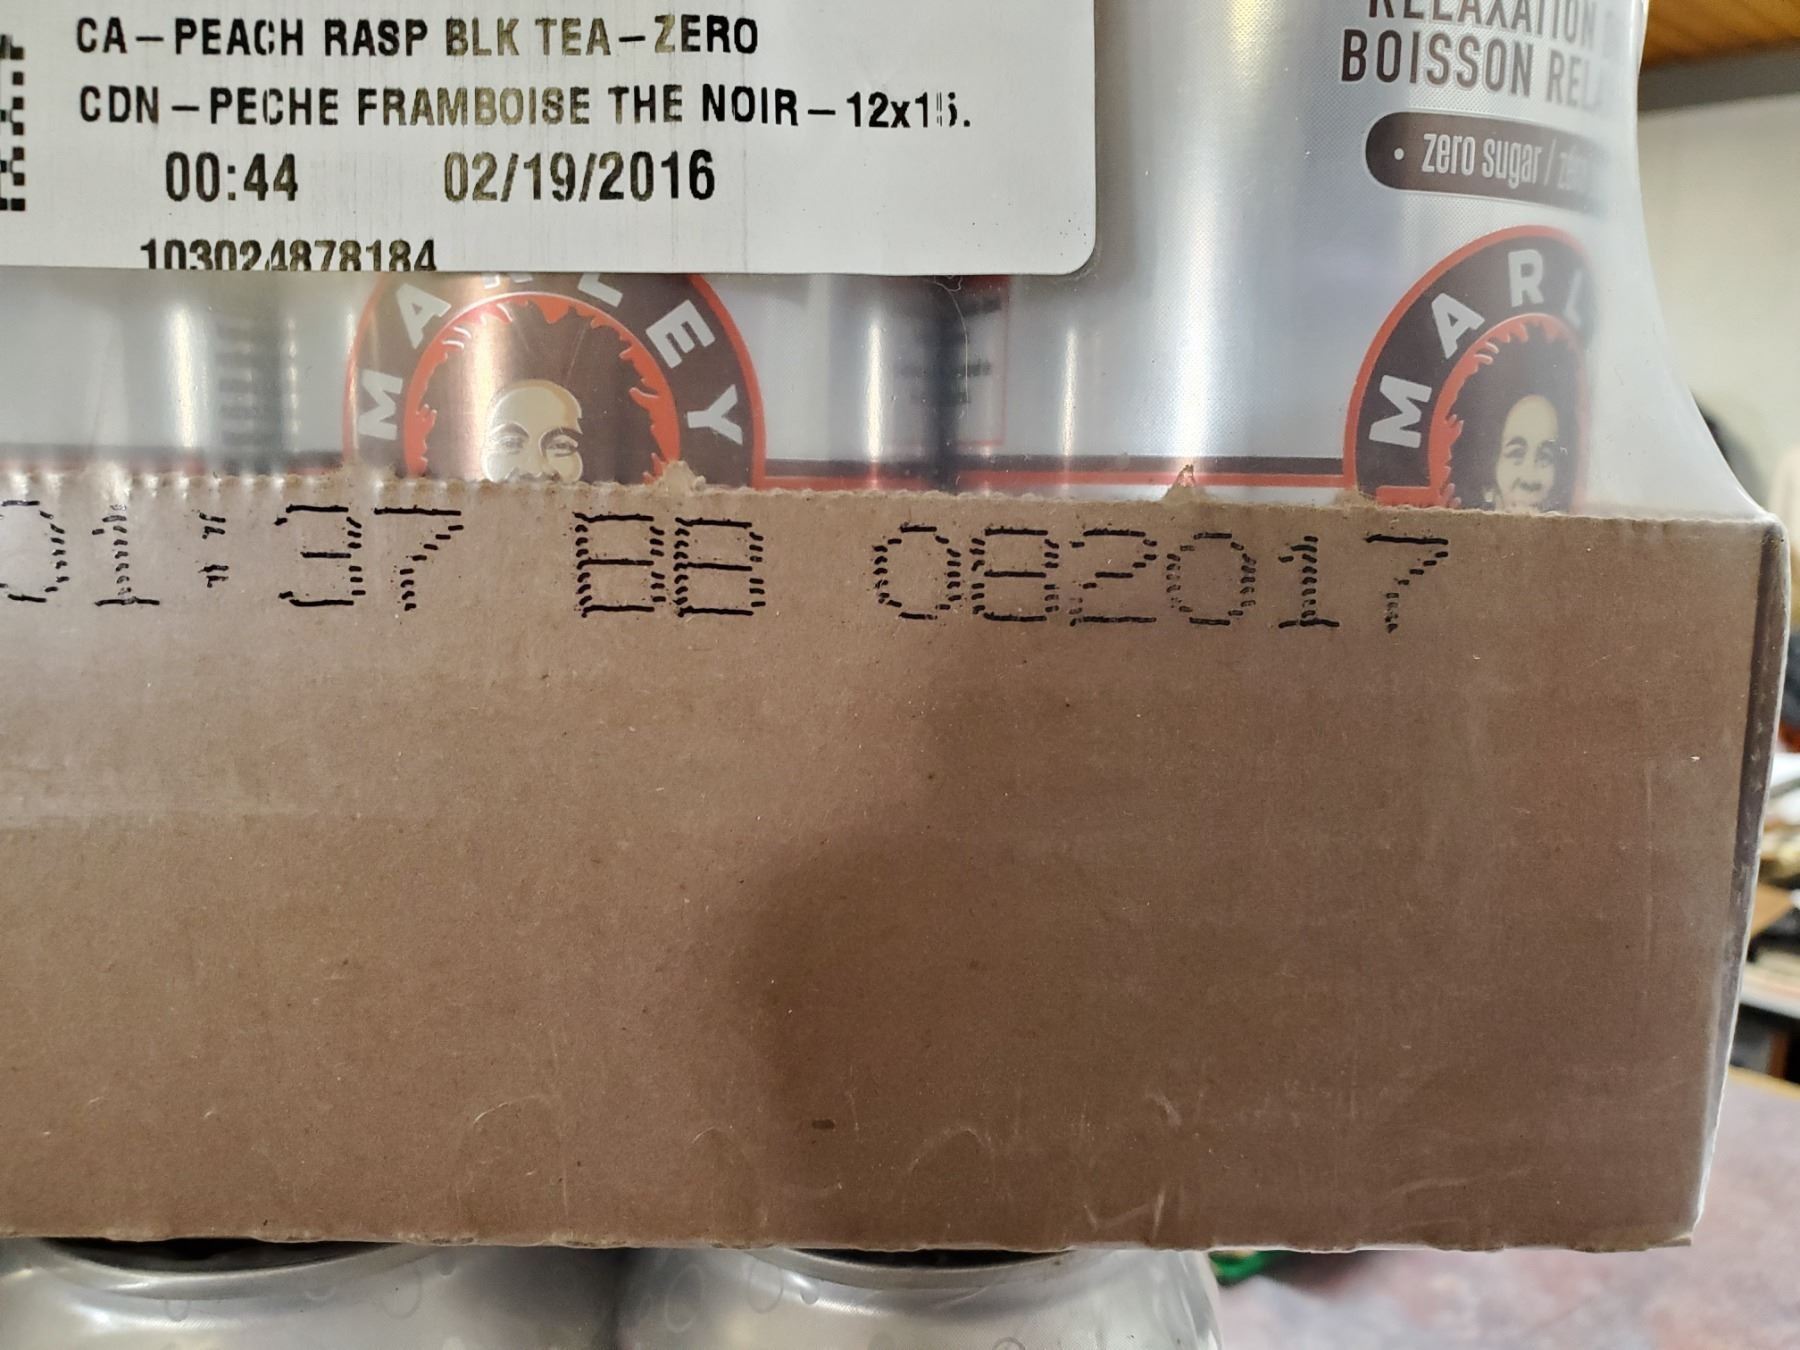 CA-PEACH RASP BLK TEA-ZERO
CDN-PECHE FRAMBOISE THE NOIR-12x15.
00:44 02/19/2016
103024878184
RELAXATION
BOISSON
• zero sugar /
MARLEY
MARL
01:37 BB 082017